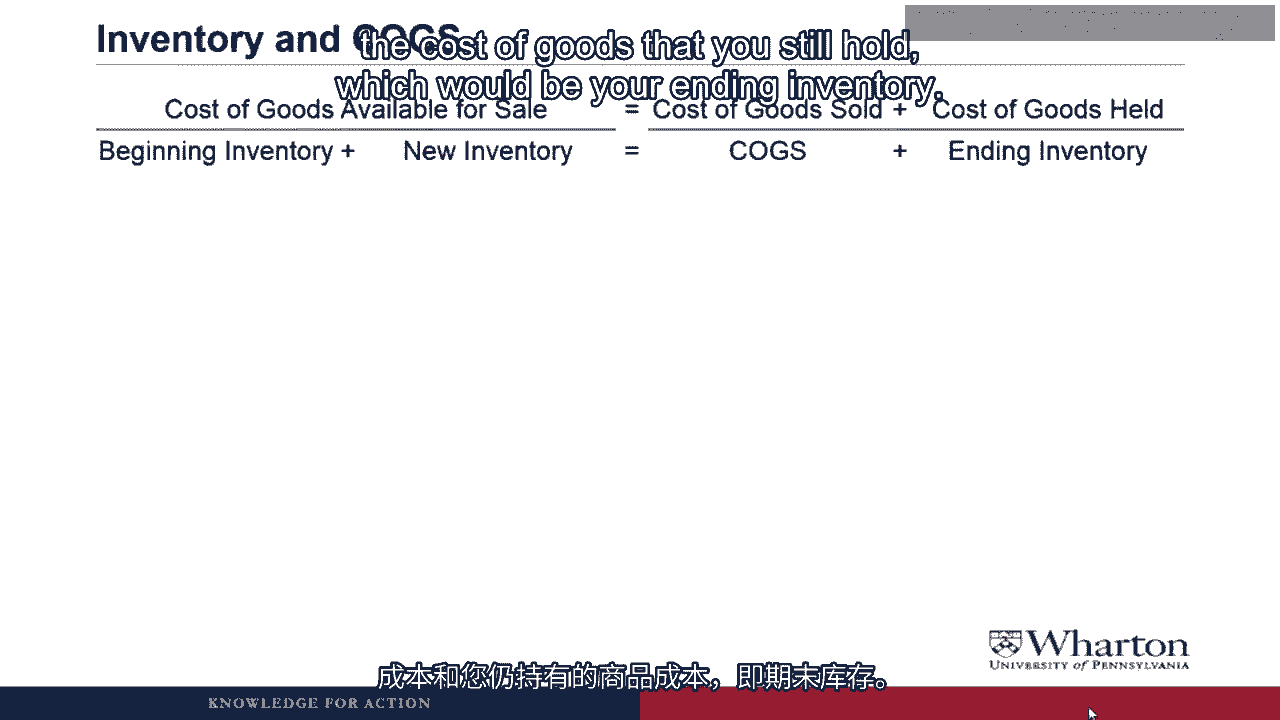 Inventory and COGS
the cost of goods that you still hold,
which would be your ending inventory.
Cost of Goods Available for Sale = Cost of Goods Sold + Cost of Goods Held
Beginning Inventory + New Inventory = COGS + Ending Inventory
Wharton
UNIVERSITY of PENNSYLVANIA
成本和您仍持有的商品成本，即期末库存。
KNOWLEDGE FOR ACTION